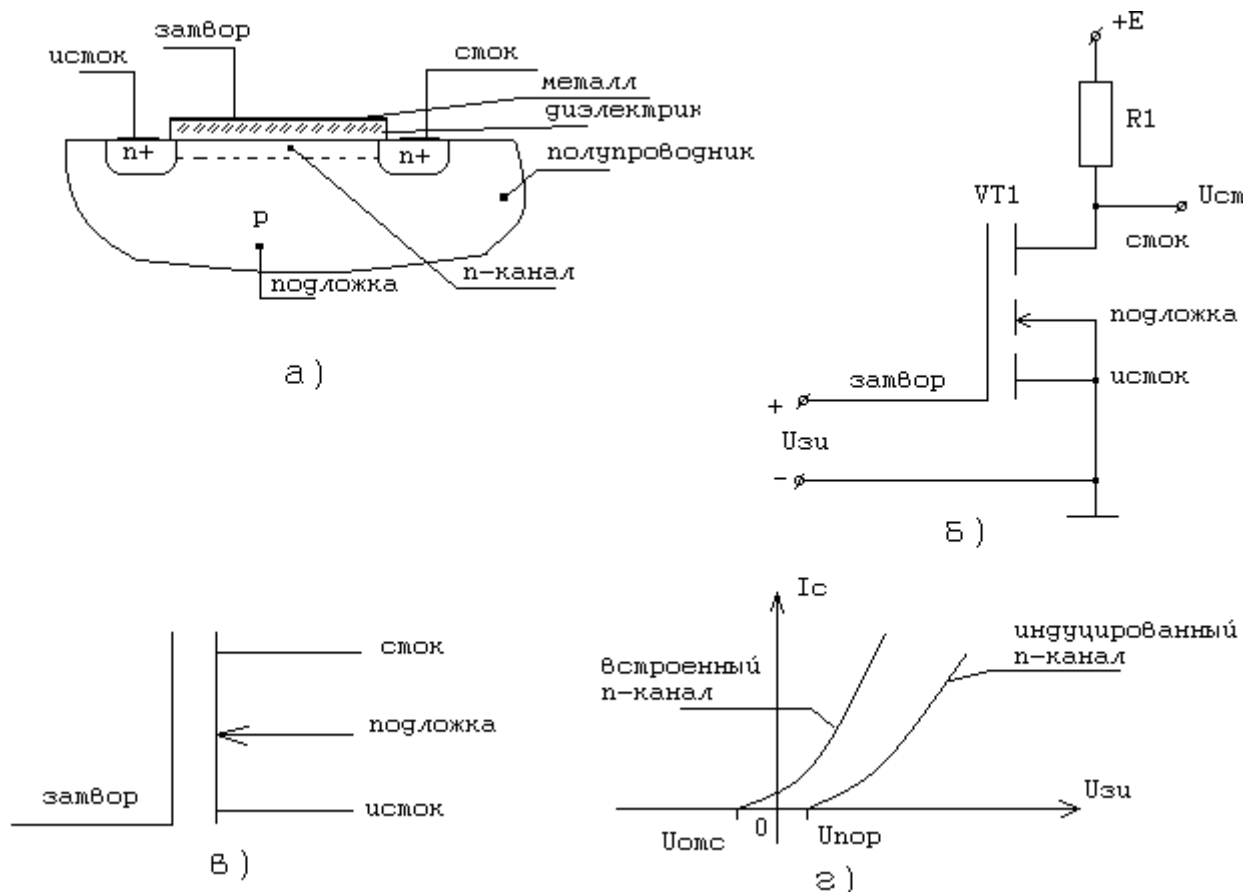 затвор
исток
сток
металл
диэлектрик
n+
n+
полупроводник
p
n-канал
подложка
а)
+E
R1
VT1
Uст
сток
подложка
затвор
исток
+
Uзи
-
б)
сток
подложка
затвор
исток
в)
Iс
встроенный
n-канал
индуцированный
n-канал
Uзи
Uотс
0
Uпор
г)